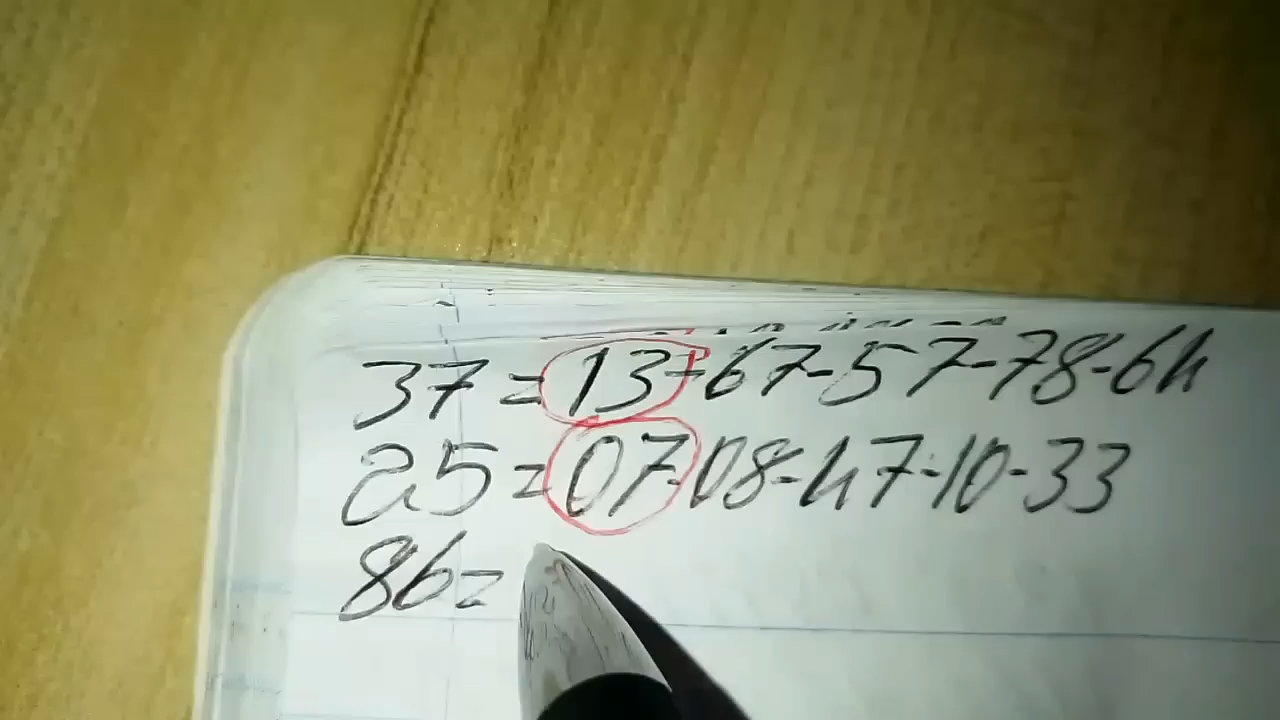 37 = 13-67-57-78-64
25 = 07-08-47-10-33
86=